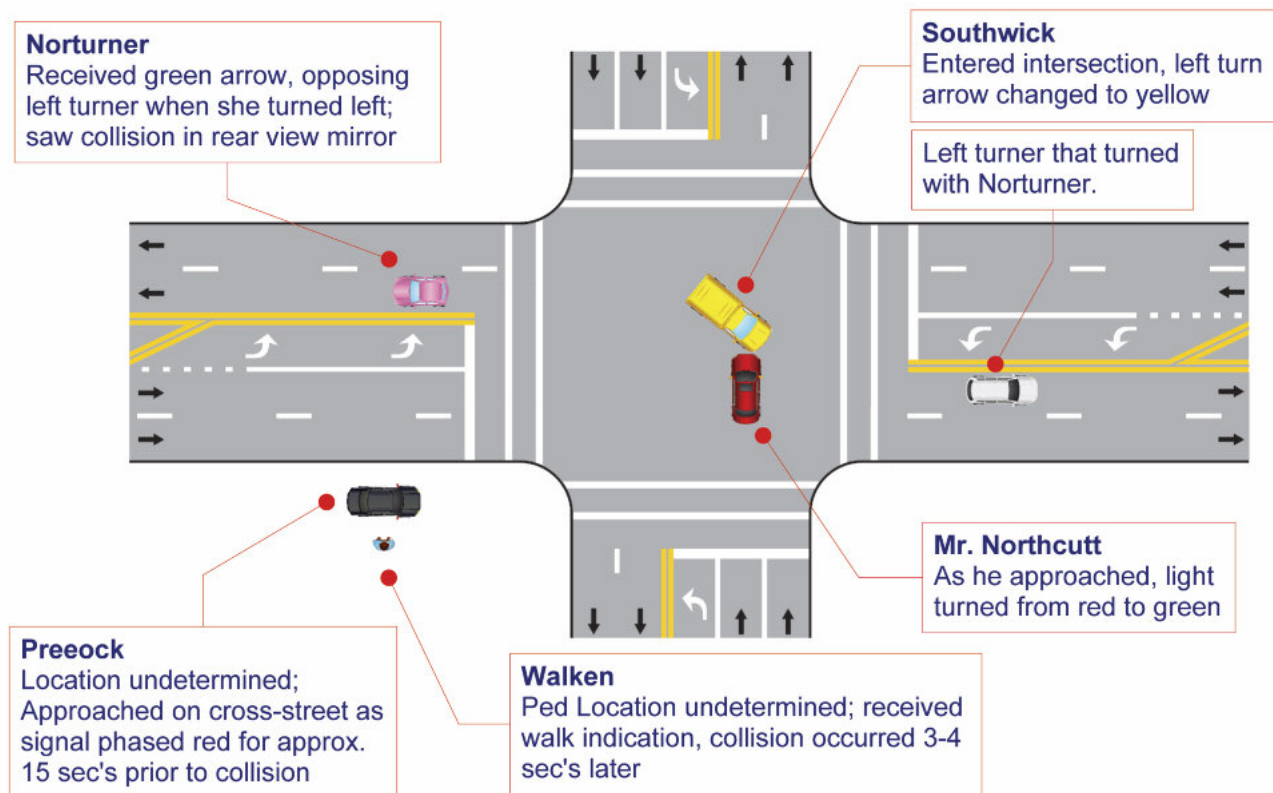 Norturner
Received green arrow, opposing
left turner when she turned left;
saw collision in rear view mirror
Southwick
Entered intersection, left turn
arrow changed to yellow
Left turner that turned
with Norturner.
Mr. Northcutt
As he approached, light
turned from red to green
Preeock
Location undetermined;
Approached on cross-street as
signal phased red for approx.
15 sec's prior to collision
Walken
Ped Location undetermined; received
walk indication, collision occurred 3-4
sec's later